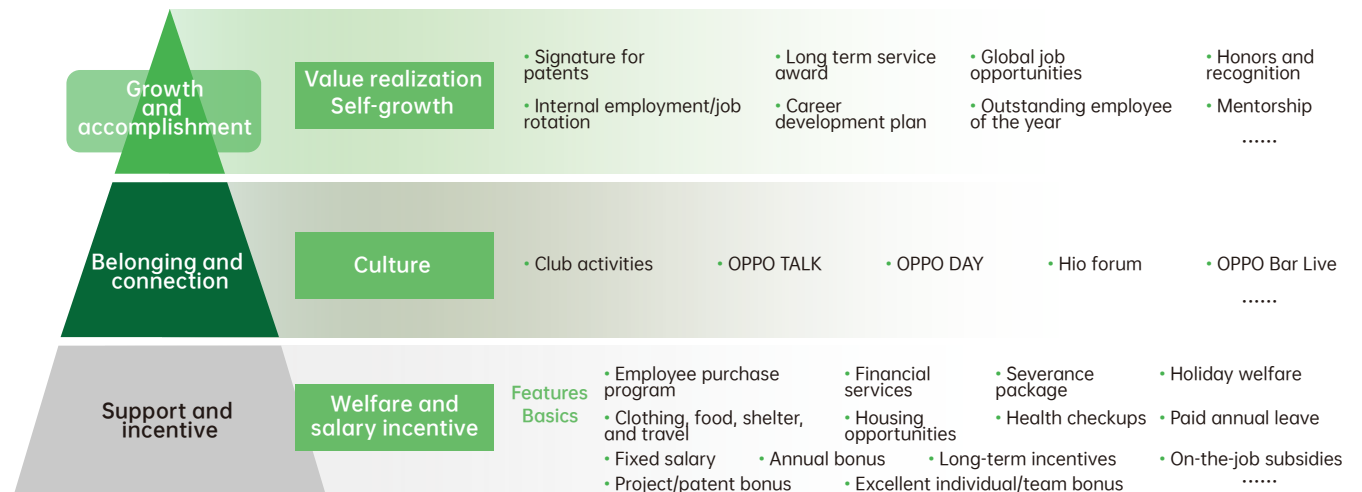 Growth
and
accomplishment
Value realization
Self-growth
• Signature for
patents
• Long term service
award
• Global job
opportunities
• Honors and
recognition
• Internal employment/job
rotation
• Career
development plan
• Outstanding employee
of the year
• Mentorship
......
Belonging and
connection
Culture
• Club activities
• OPPO TALK
• OPPO DAY
• Hio forum
• OPPO Bar Live
......
Support and
incentive
Welfare and
salary incentive
Features
Basics
• Employee purchase
program
• Financial
services
• Severance
package
• Holiday welfare
• Clothing, food, shelter,
and travel
• Housing
opportunities
• Health checkups
• Paid annual leave
• Fixed salary
• Annual bonus
• Long-term incentives
• On-the-job subsidies
• Project/patent bonus
• Excellent individual/team bonus
......